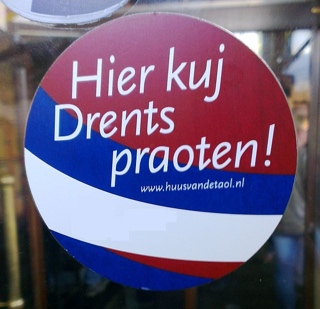 Hier kuj
Drents
praoten!
www.huusvandetaol.nl